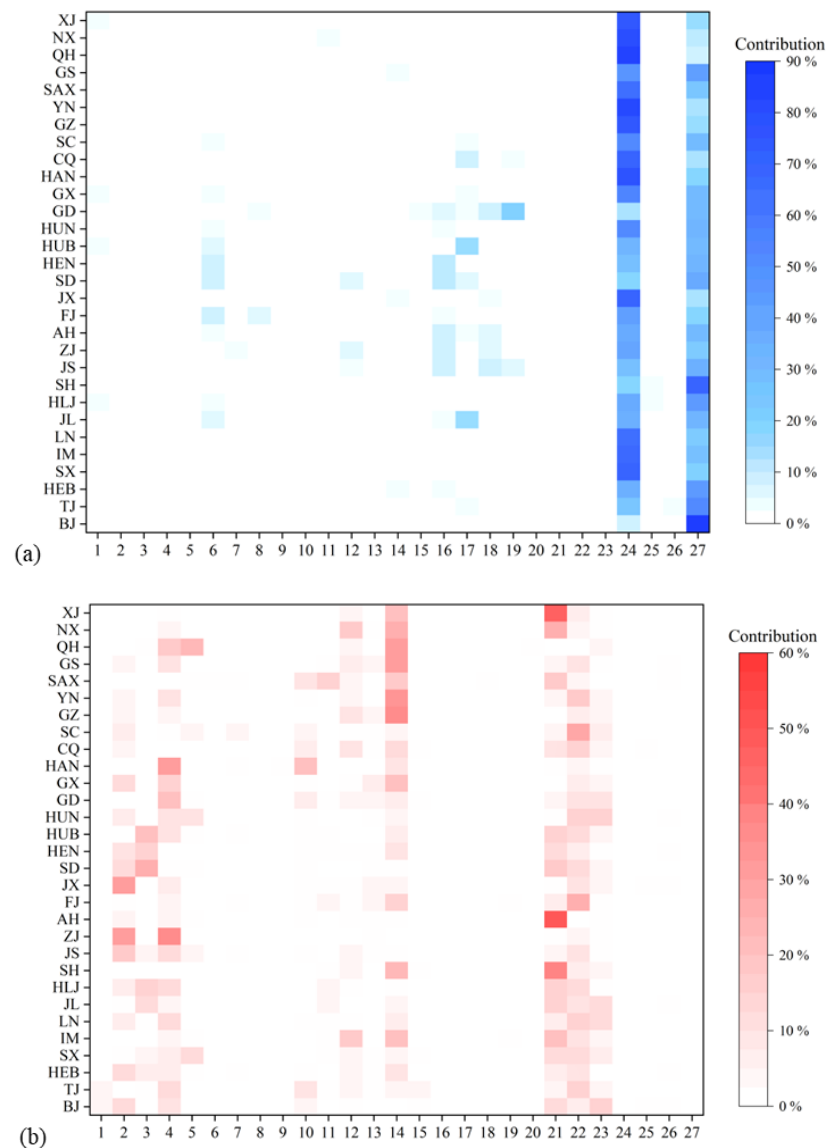 XJ
NX
QH
GS
SAX
YN
GZ
SC
CQ
HAN
GX
GD
HUN
HUB
HEN
SD
JX
FJ
AH
ZJ
JS
SH
HLJ
JL
LN
IM
SX
HEB
TJ
BJ
1 2 3 4 5 6 7 8 9 10 11 12 13 14 15 16 17 18 19 20 21 22 23 24 25 26 27
Contribution
90 %
80 %
70 %
60 %
50 %
40 %
30 %
20 %
10 %
0 %
(a)
XJ
NX
QH
GS
SAX
YN
GZ
SC
CQ
HAN
GX
GD
HUN
HUB
HEN
SD
JX
FJ
AH
ZJ
JS
SH
HLJ
JL
LN
IM
SX
HEB
TJ
BJ
1 2 3 4 5 6 7 8 9 10 11 12 13 14 15 16 17 18 19 20 21 22 23 24 25 26 27
Contribution
60 %
50 %
40 %
30 %
20 %
10 %
0 %
(b)